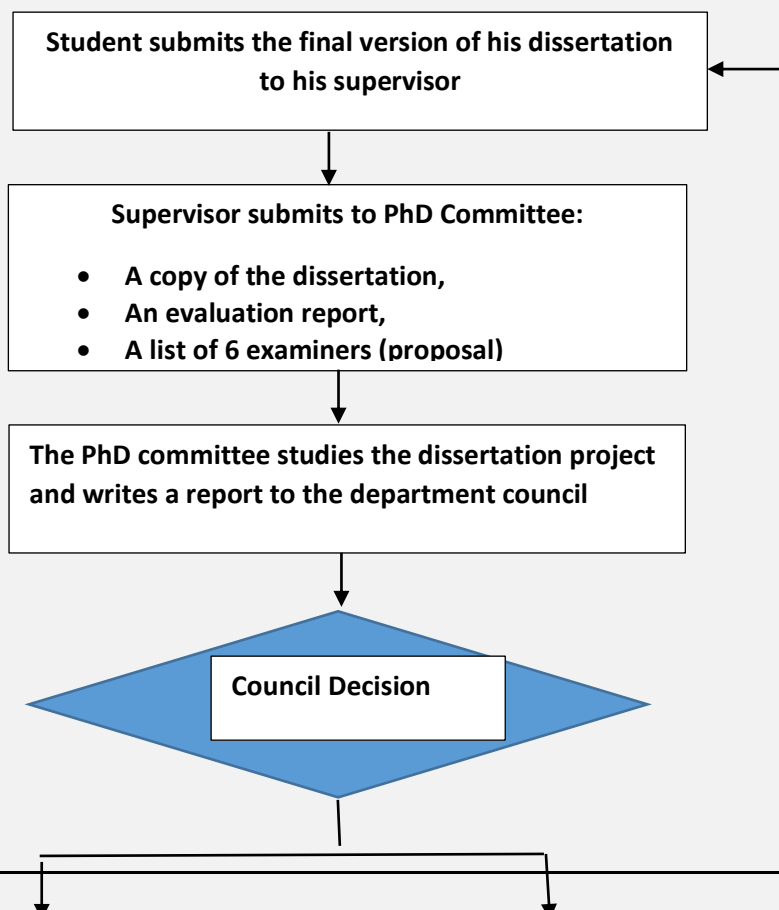 Student submits the final version of his dissertation
to his supervisor
Supervisor submits to PhD Committee:
• A copy of the dissertation,
• An evaluation report,
• A list of 6 examiners (proposal)
The PhD committee studies the dissertation project
and writes a report to the department council
Council Decision